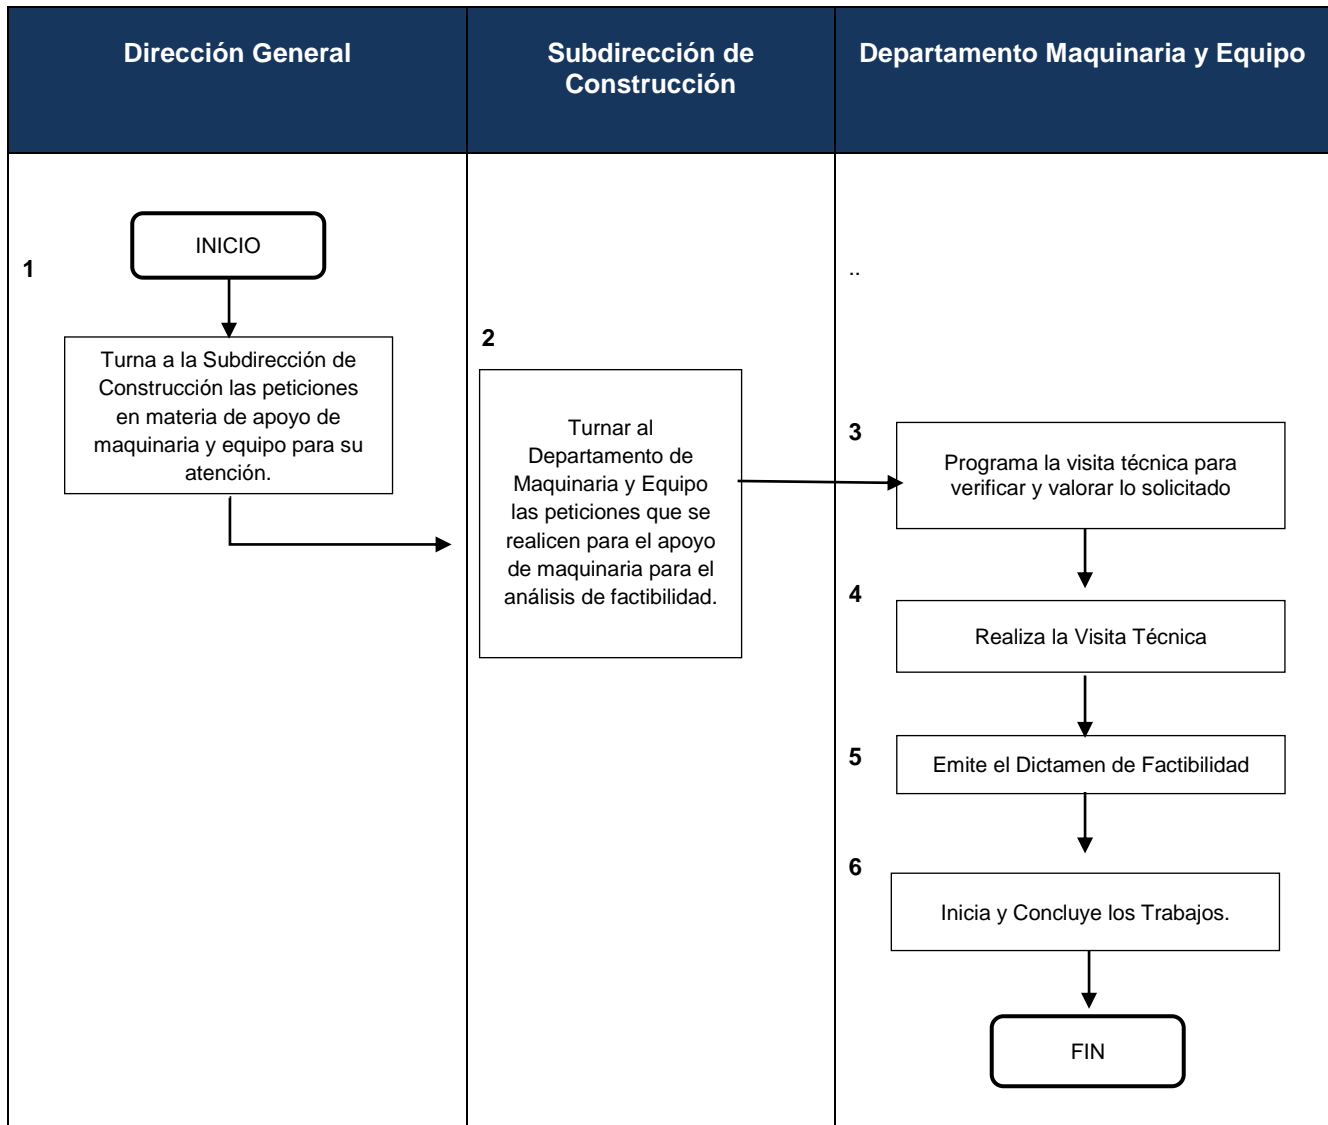 Dirección General
Subdirección de
Construcción
Departamento Maquinaria y Equipo
INICIO
1
Turna a la Subdirección de
Construcción las peticiones
en materia de apoyo de
maquinaria y equipo para su
atención.
2
Turnar al
Departamento de
Maquinaria y Equipo
las peticiones que se
realicen para el apoyo
de maquinaria para el
análisis de factibilidad.
..
3
Programa la visita técnica para
verificar y valorar lo solicitado
4
Realiza la Visita Técnica
5
Emite el Dictamen de Factibilidad
6
Inicia y Concluye los Trabajos.
FIN